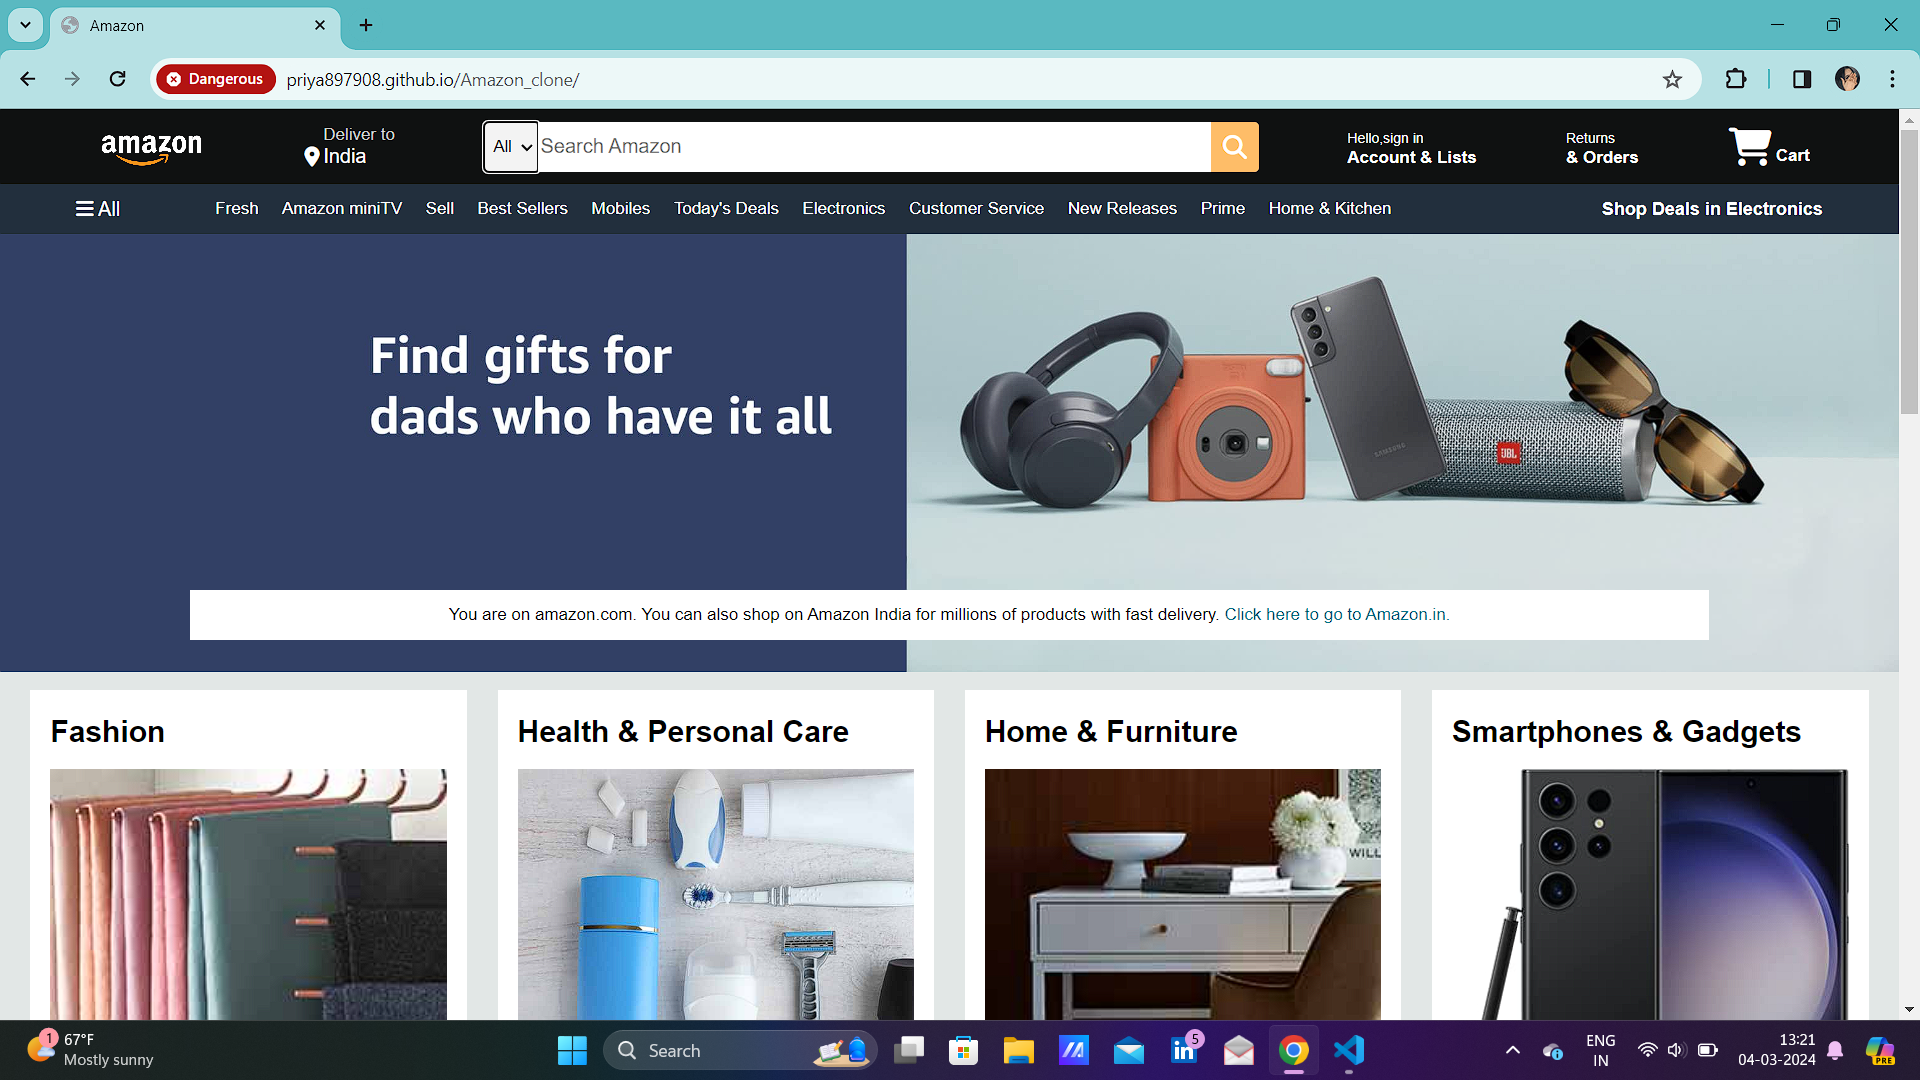 Amazon
Dangerous
priya897908.github.io/Amazon_clone/
amazon
Deliver to
India
All
Search Amazon
Hello,sign in
Account & Lists
Returns
& Orders
Cart
All
Fresh
Amazon miniTV
Sell
Best Sellers
Mobiles
Today's Deals
Electronics
Customer Service
New Releases
Prime
Home & Kitchen
Shop Deals in Electronics
Find gifts for
dads who have it all
SAMSUNG
JBL
You are on amazon.com. You can also shop on Amazon India for millions of products with fast delivery. Click here to go to Amazon.in.
Fashion
Health & Personal Care
Home & Furniture
Smartphones & Gadgets
WILL
1
67°F
Mostly sunny
Search
in
5
ENG
IN
13:21
04-03-2024
PRE